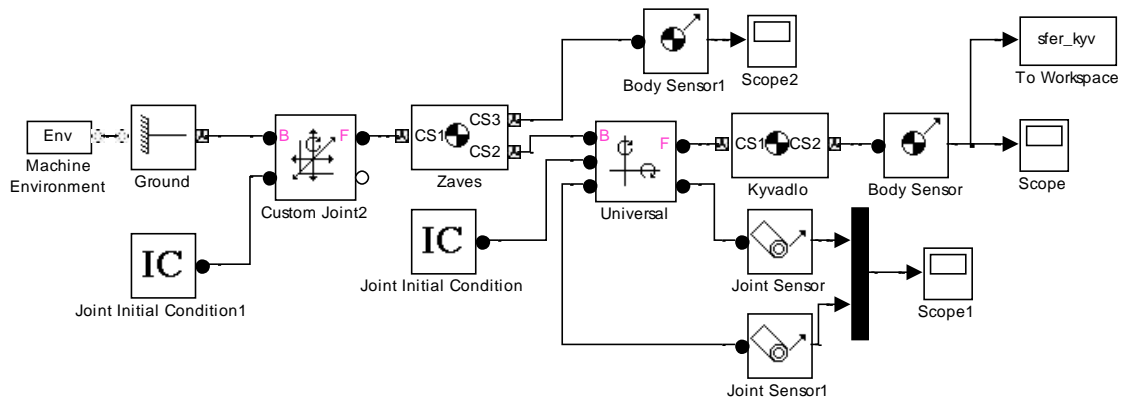 sfer_kyv
To Workspace
Body Sensor1
Scope2
Env
Machine
Environment
Ground
B
F
Custom Joint2
CS1
CS3
CS2
Zaves
B
F
Universal
CS1
CS2
Kyvadlo
Body Sensor
Scope
IC
Joint Initial Condition1
IC
Joint Initial Condition
Joint Sensor
Scope1
Joint Sensor1